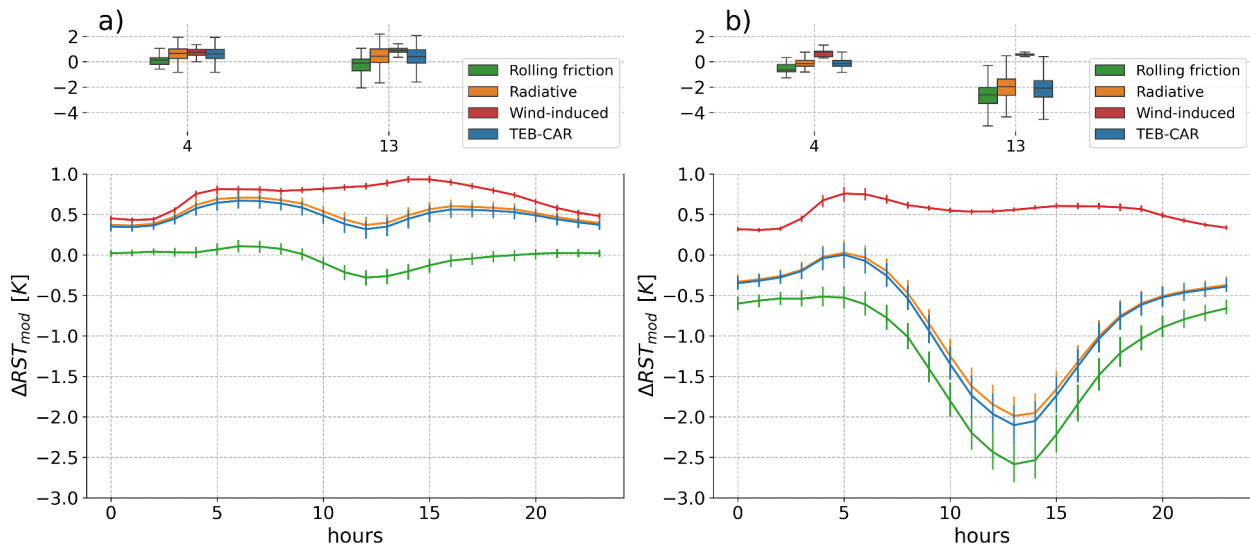 a)
2
0
−2
−4
4
13
Rolling friction
Radiative
Wind-induced
TEB-CAR
ΔRST_mod [K]
1.0
0.5
0.0
−0.5
−1.0
−1.5
−2.0
−2.5
−3.0
0 5 10 15 20
hours
b)
2
0
−2
−4
4
13
Rolling friction
Radiative
Wind-induced
TEB-CAR
ΔRST_mod [K]
1.0
0.5
0.0
−0.5
−1.0
−1.5
−2.0
−2.5
−3.0
0 5 10 15 20
hours